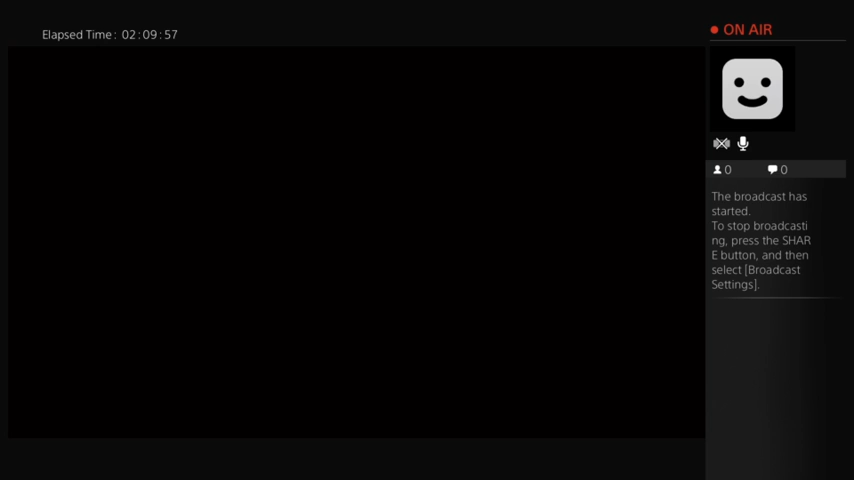 Elapsed Time: 02:09:57
ON AIR
0 0
The broadcast has
started.
To stop broadcasti
ng, press the SHAR
E button, and then
select [Broadcast
Settings].